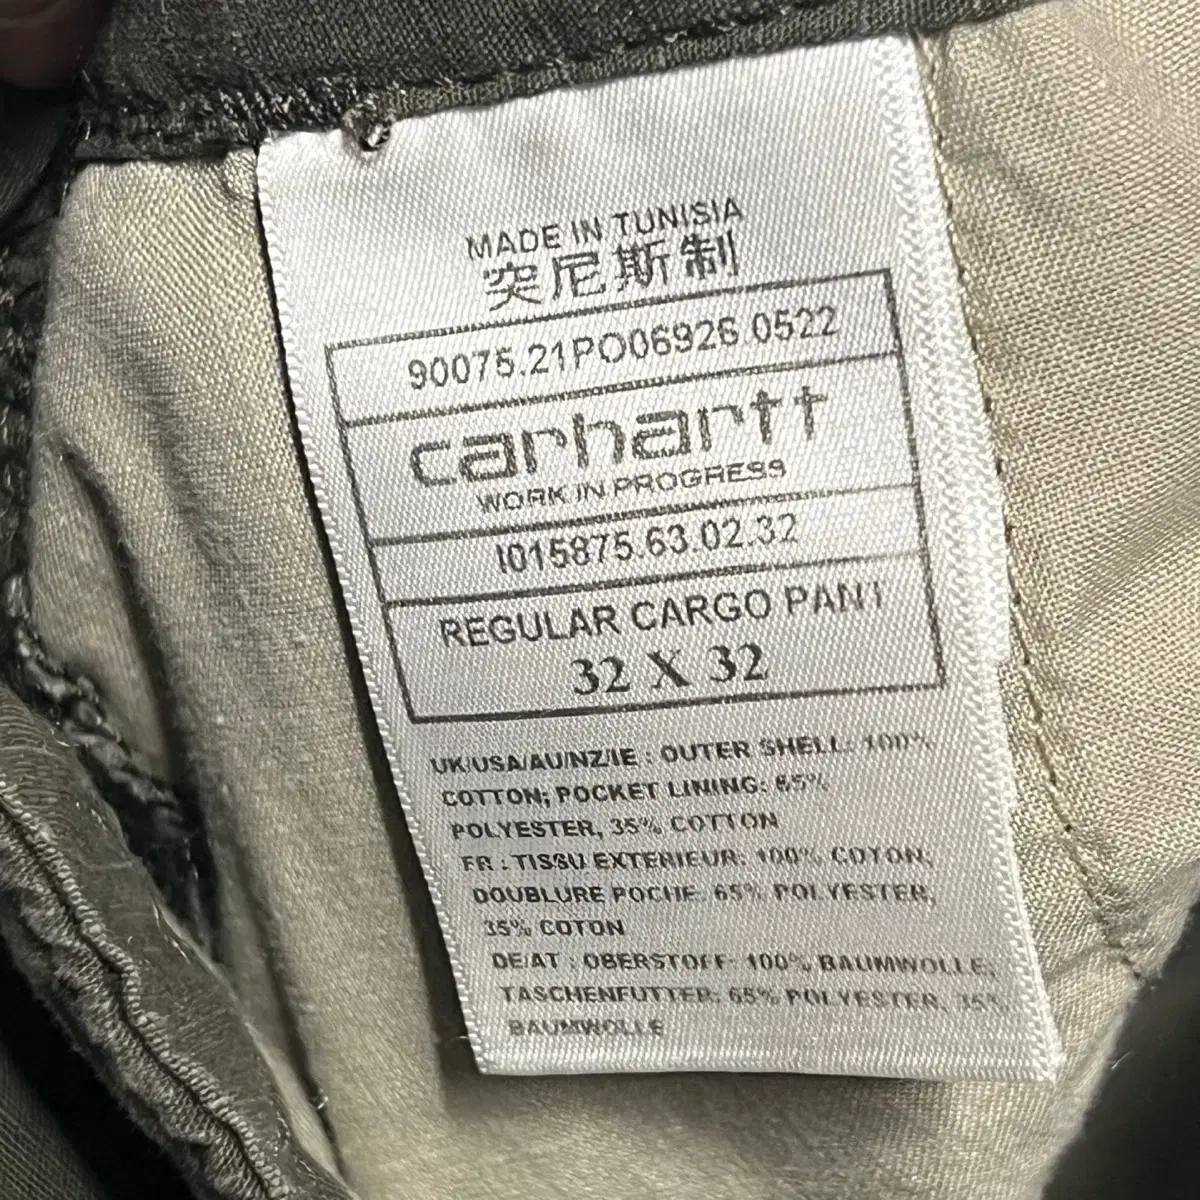 MADE IN TUNISIA
突尼斯制
90075.21PO06926.0522
carhartt
WORK IN PROGRESS
I015875.63.02.32
REGULAR CARGO PANT
32 X 32
UK/USA/AU/NZ/IE : OUTER SHELL: 100%
COTTON; POCKET LINING: 65%
POLYESTER, 35% COTTON
FR : TISSU EXTERIEUR: 100% COTON,
DOUBLURE POCHE: 65% POLYESTER,
35% COTON
DE/AT : OBERSTOFF: 100% BAUMWOLLE,
TASCHENFUTTER: 65% POLYESTER, 35%
BAUMWOLLE